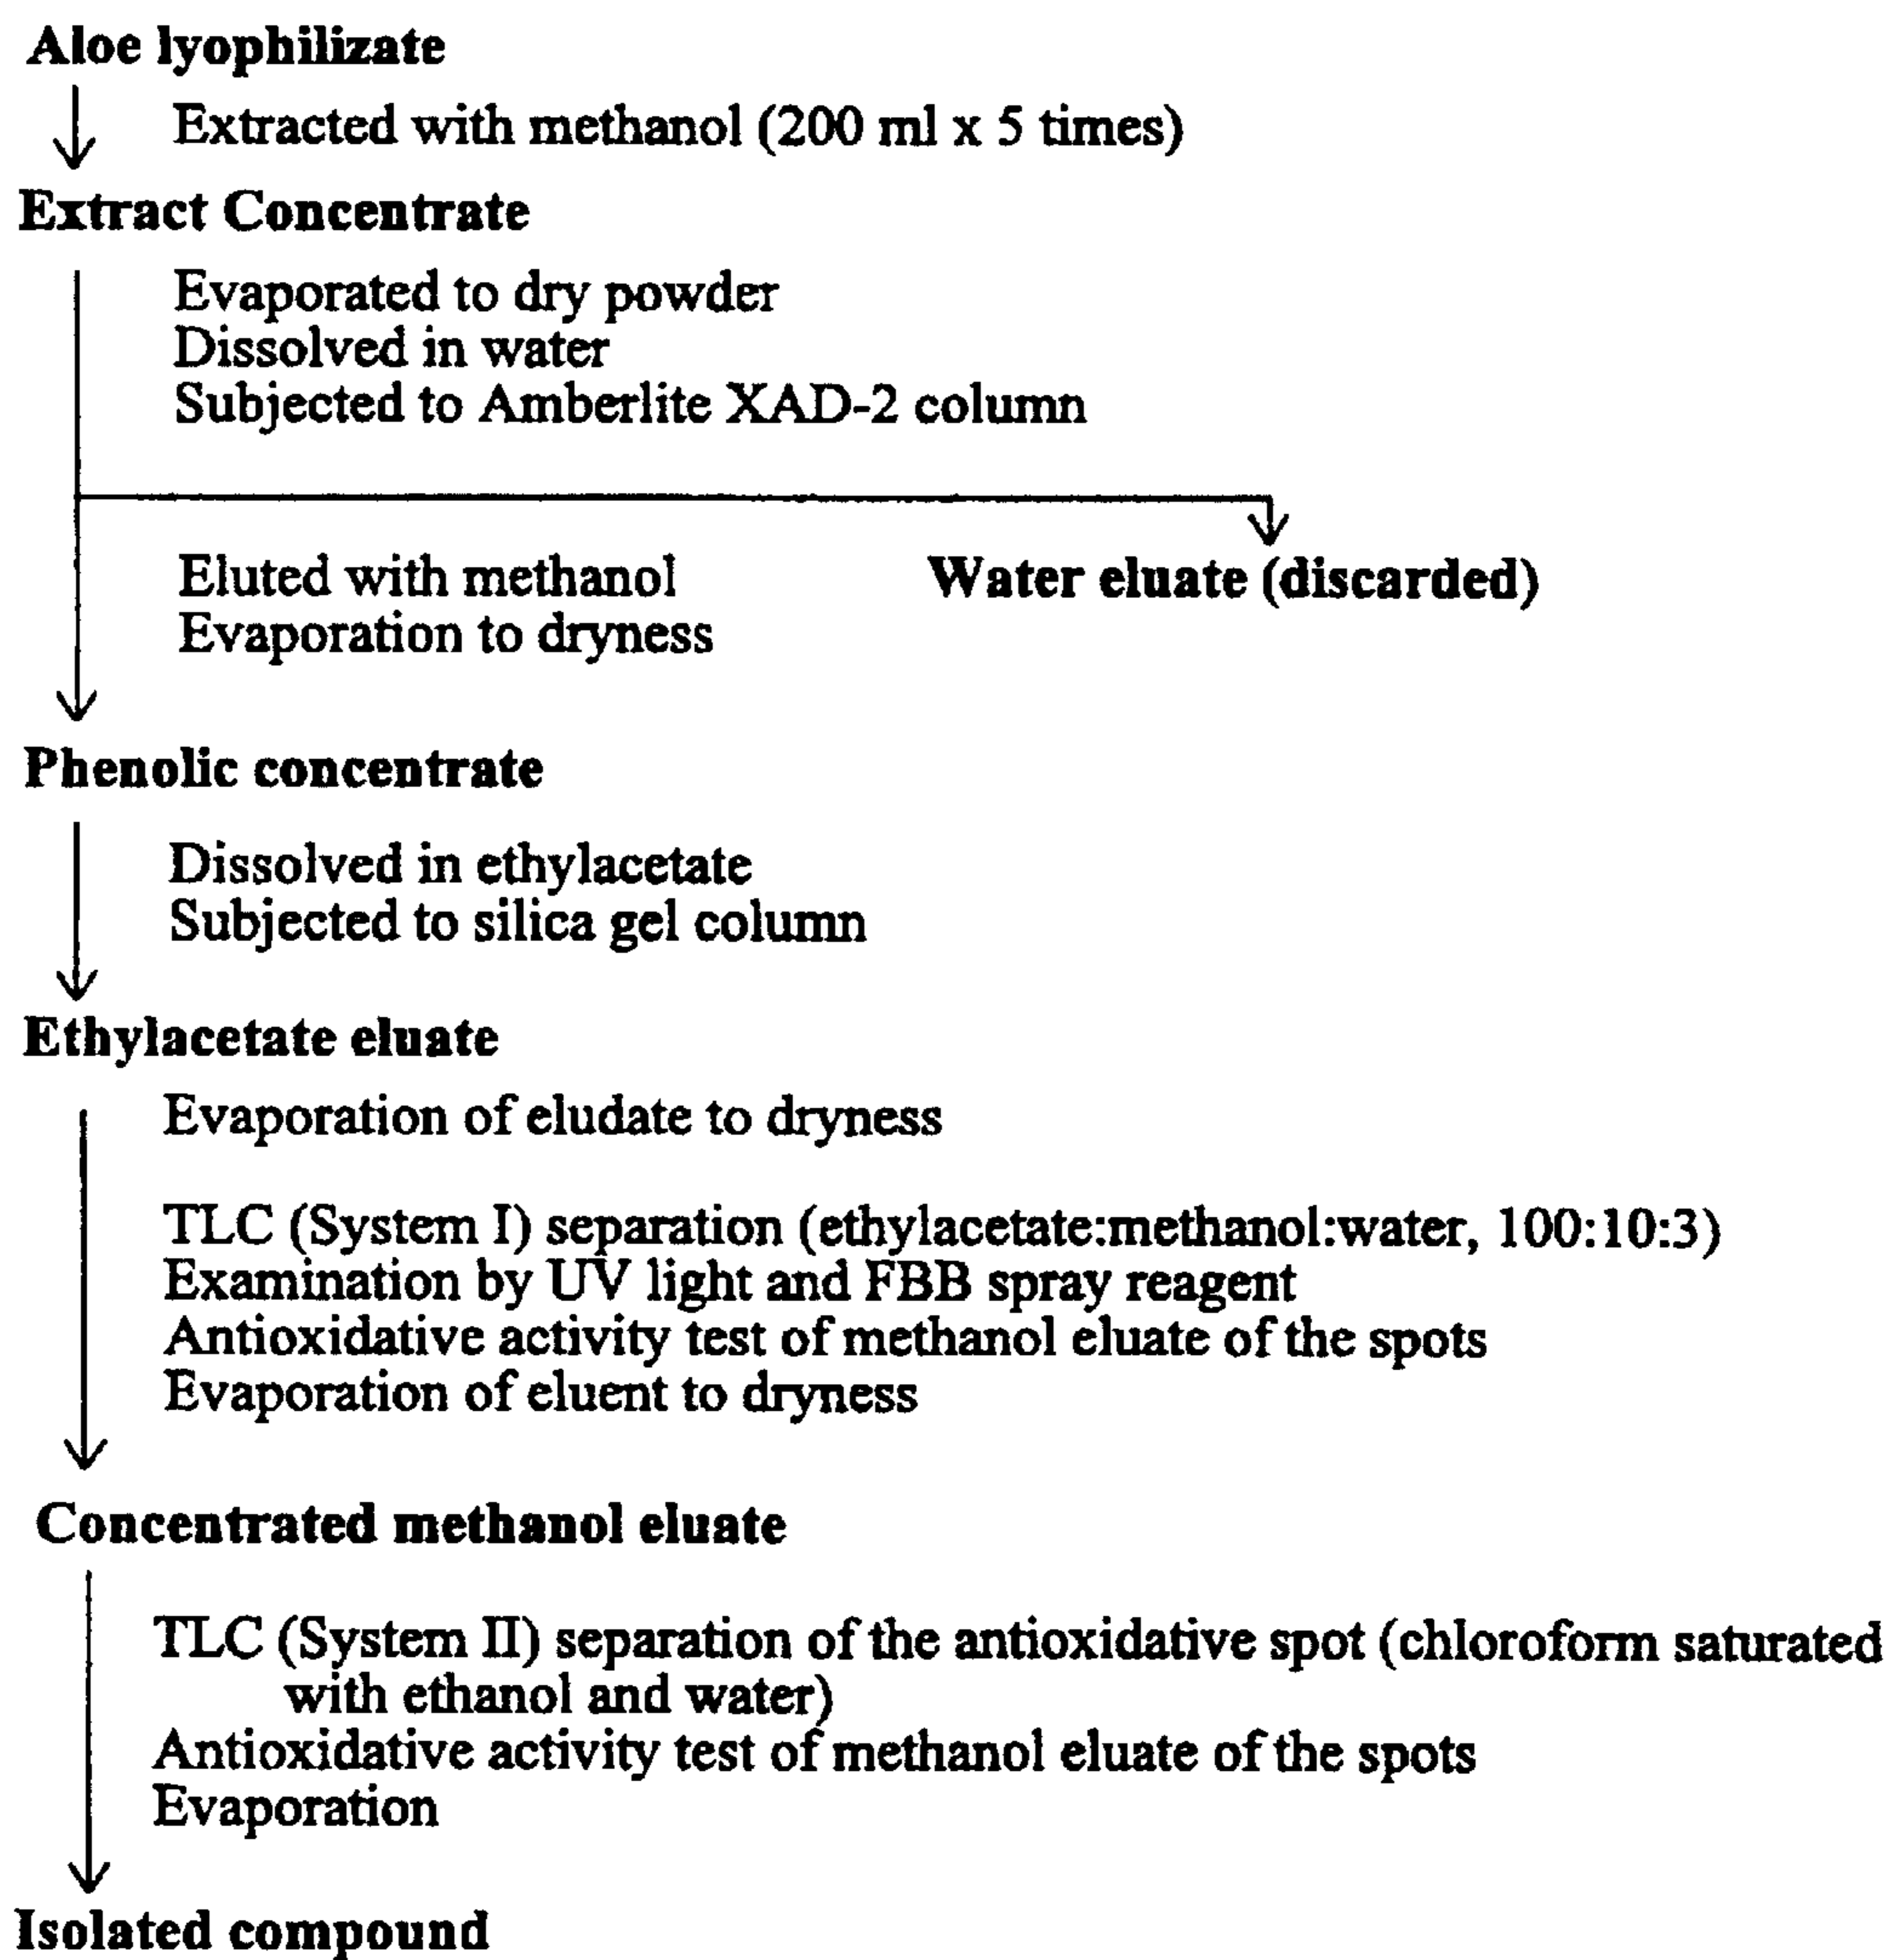 Aloe lyophilizate
Extracted with methanol (200 ml x 5 times)
Extract Concentrate
Evaporated to dry powder
Dissolved in water
Subjected to Amberlite XAD-2 column
Eluted with methanol
Evaporation to dryness
Water eluate (discarded)
Phenolic concentrate
Dissolved in ethylacetate
Subjected to silica gel column
Ethylacetate eluate
Evaporation of eludate to dryness
TLC (System I) separation (ethylacetate:methanol:water, 100:10:3)
Examination by UV light and FBB spray reagent
Antioxidative activity test of methanol eluate of the spots
Evaporation of eluent to dryness
Concentrated methanol eluate
TLC (System II) separation of the antioxidative spot (chloroform saturated
with ethanol and water)
Antioxidative activity test of methanol eluate of the spots
Evaporation
Isolated compound